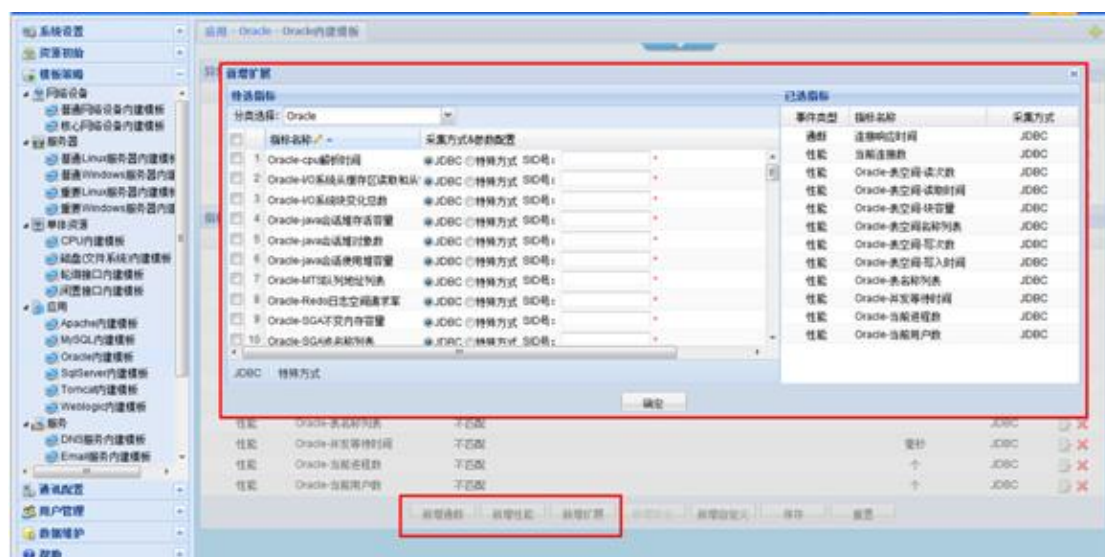 系统设置
应用 - Oracle - Oracle内建模板
资源初始
模板策略
网络设备
普通网络设备内建模板
核心网络设备内建模板
服务器
普通Linux服务器内建模板
普通Windows服务器内建
重要Linux服务器内建模板
重要Windows服务器内建
单体资源
CPU内建模板
磁盘(文件系统)内建模板
轮询接口内建模板
闲置接口内建模板
应用
Apache内建模板
MySQL内建模板
Oracle内建模板
SqlServer内建模板
Tomcat内建模板
Weblogic内建模板
服务
DNS服务内建模板
Email服务内建模板
通讯配置
用户管理
数据维护
帮助
新增扩展
待选指标
分类选择: Oracle
指标名称 采集方式&参数配置
1 Oracle-cpu解析时间 JDBC 特殊方式 SID号: *
2 Oracle-I/O系统从缓存区读取和从 JDBC 特殊方式 SID号: *
3 Oracle-I/O系统块变化总数 JDBC 特殊方式 SID号: *
4 Oracle-java会话堆存活容量 JDBC 特殊方式 SID号: *
5 Oracle-java会话堆对象数 JDBC 特殊方式 SID号: *
6 Oracle-java会话使用堆容量 JDBC 特殊方式 SID号: *
7 Oracle-MTS队列地址列表 JDBC 特殊方式 SID号: *
8 Oracle-Redo日志空间请求率 JDBC 特殊方式 SID号: *
9 Oracle-SGA不变内存容量 JDBC 特殊方式 SID号: *
10 Oracle-SGA池名称列表 JDBC 特殊方式 SID号: *
JDBC 特殊方式
已选指标
事件类型 指标名称 采集方式
通断 连接响应时间 JDBC
性能 当前连接数 JDBC
性能 Oracle-表空间-读次数 JDBC
性能 Oracle-表空间-读取时间 JDBC
性能 Oracle-表空间-块容量 JDBC
性能 Oracle-表空间名称列表 JDBC
性能 Oracle-表空间-写次数 JDBC
性能 Oracle-表空间-写入时间 JDBC
性能 Oracle-表名称列表 JDBC
性能 Oracle-并发等待时间 JDBC
性能 Oracle-当前进程数 JDBC
性能 Oracle-当前用户数 JDBC
确定
性能 Oracle-表名称列表 不匹配 JDBC
性能 Oracle-并发等待时间 不匹配 毫秒 JDBC
性能 Oracle-当前进程数 不匹配 个 JDBC
性能 Oracle-当前用户数 不匹配 个 JDBC
新增通断 新增性能 新增扩展 新增自定义 保存 重置